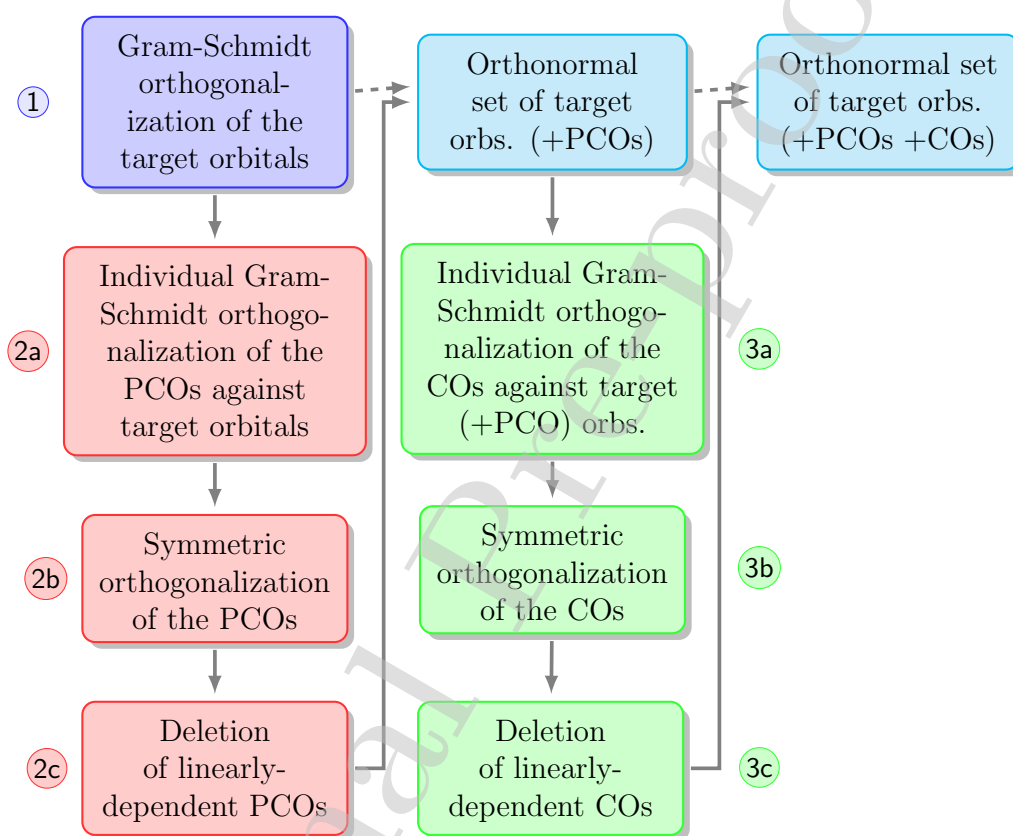 1
Gram-Schmidt
orthogonal-
ization of the
target orbitals
Orthonormal
set of target
orbs. (+PCOs)
Orthonormal set
of target orbs.
(+PCOs +COs)
2a
Individual Gram-
Schmidt orthogo-
nalization of the
PCOs against
target orbitals
Individual Gram-
Schmidt orthogo-
nalization of the
COs against target
(+PCO) orbs.
3a
2b
Symmetric
orthogonalization
of the PCOs
Symmetric
orthogonalization
of the COs
3b
2c
Deletion
of linearly-
dependent PCOs
Deletion
of linearly-
dependent COs
3c
nal Pre-proo